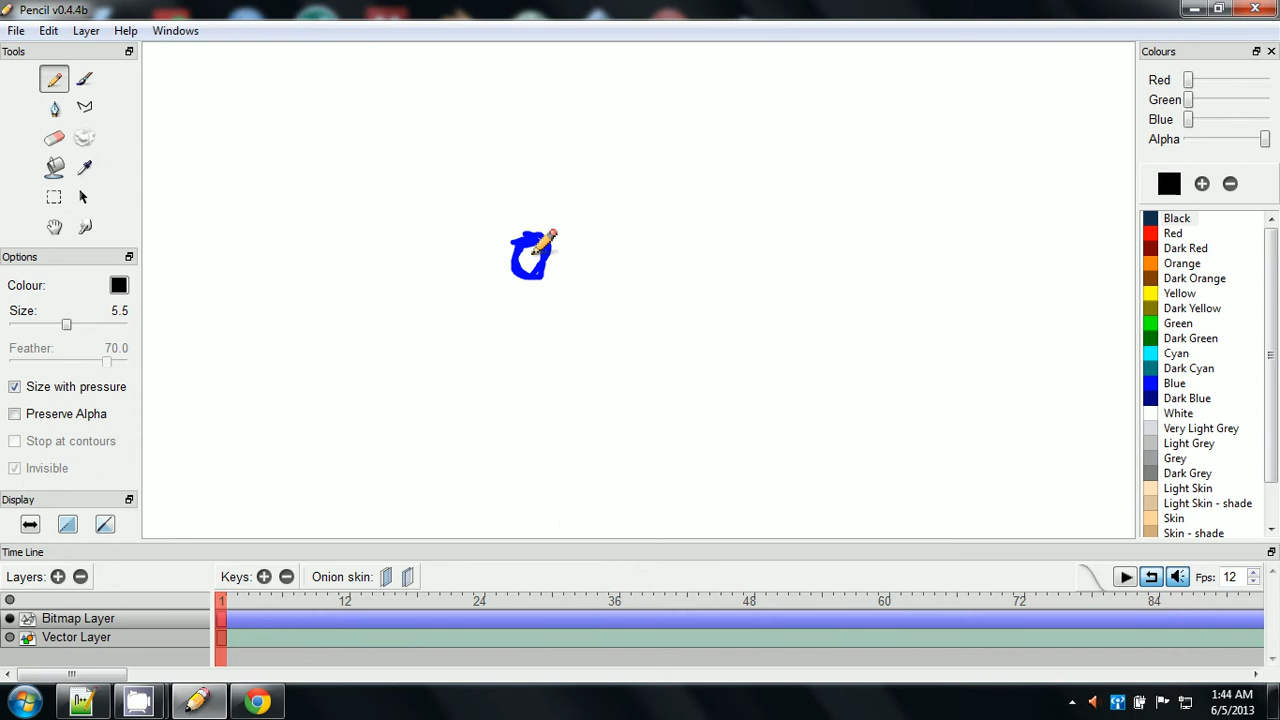 Pencil v0.4.4b
File Edit Layer Help Windows
Tools
Colours
Red
Green
Blue
Alpha
Options
Colour:
Size: 5.5
Feather: 70.0
Size with pressure
Preserve Alpha
Stop at contours
Invisible
Display
Black
Red
Dark Red
Orange
Dark Orange
Yellow
Dark Yellow
Green
Dark Green
Cyan
Dark Cyan
Blue
Dark Blue
White
Very Light Grey
Light Grey
Grey
Dark Grey
Light Skin
Light Skin - shade
Skin
Skin - shade
Time Line
Layers: Keys: Onion skin: Fps: 12
1 12 24 36 48 60 72 84
Bitmap Layer
Vector Layer
1:44 AM
6/5/2013